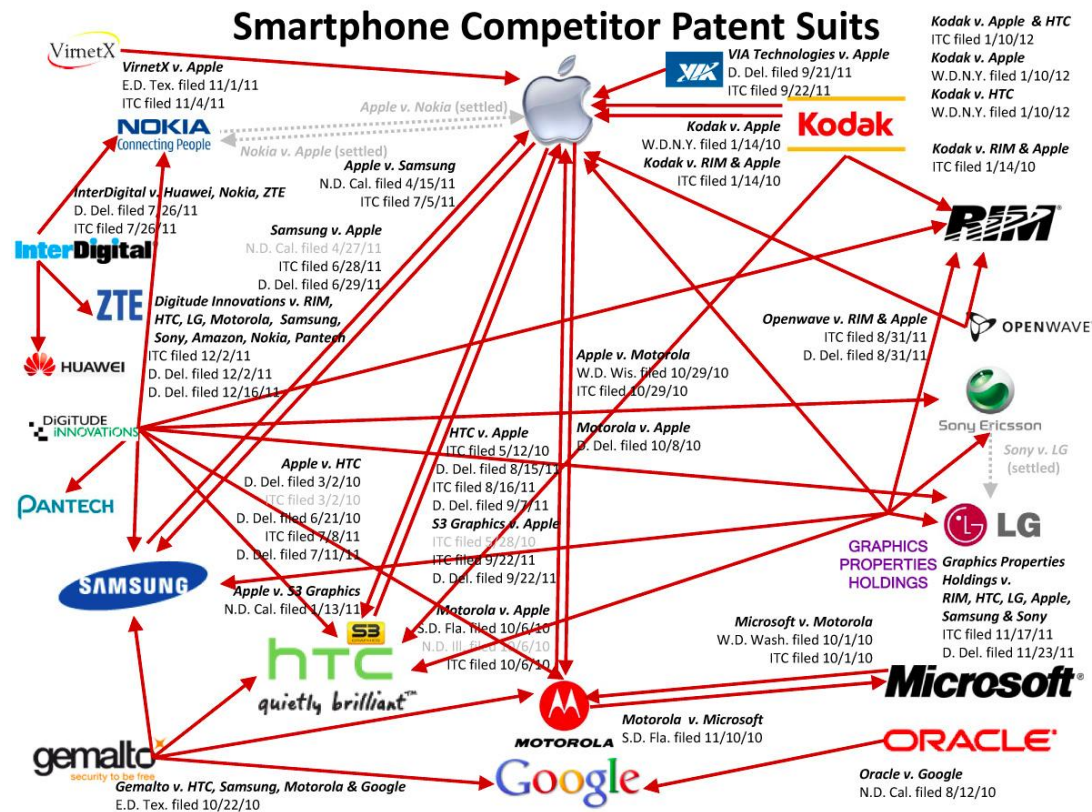 Smartphone Competitor Patent Suits
VirnetX
VirnetX v. Apple
E.D. Tex. filed 11/1/11
ITC filed 11/4/11
NOKIA
Connecting People
Apple v. Nokia (settled)
Nokia v. Apple (settled)
VIA
VIA Technologies v. Apple
D. Del. filed 9/21/11
ITC filed 9/22/11
Kodak v. Apple & HTC
ITC filed 1/10/12
Kodak v. Apple
W.D.N.Y. filed 1/10/12
Kodak v. HTC
W.D.N.Y. filed 1/10/12
Kodak v. RIM & Apple
ITC filed 1/14/10
Kodak
Kodak v. Apple
W.D.N.Y. filed 1/14/10
Kodak v. RIM & Apple
ITC filed 1/14/10
Apple v. Samsung
N.D. Cal. filed 4/15/11
ITC filed 7/5/11
InterDigital v. Huawei, Nokia, ZTE
D. Del. filed 7/26/11
ITC filed 7/26/11
InterDigital
Samsung v. Apple
N.D. Cal. filed 4/27/11
ITC filed 6/28/11
D. Del. filed 6/29/11
RIM
ZTE
HUAWEI
Digitude Innovations v. RIM,
HTC, LG, Motorola, Samsung,
Sony, Amazon, Nokia, Pantech
ITC filed 12/2/11
D. Del. filed 12/2/11
D. Del. filed 12/16/11
Openwave v. RIM & Apple
ITC filed 8/31/11
D. Del. filed 8/31/11
OPENWAVE
Apple v. Motorola
W.D. Wis. filed 10/29/10
ITC filed 10/29/10
DiGiTUDE
iNNOVATiONS
Sony Ericsson
Sony v. LG
(settled)
Motorola v. Apple
D. Del. filed 10/8/10
HTC v. Apple
ITC filed 5/12/10
D. Del. filed 8/15/11
ITC filed 8/16/11
D. Del. filed 9/7/11
S3 Graphics v. Apple
ITC filed 5/28/10
ITC filed 9/22/11
D. Del. filed 9/22/11
Apple v. HTC
D. Del. filed 3/2/10
ITC filed 3/2/10
D. Del. filed 6/21/10
ITC filed 7/8/11
D. Del. filed 7/11/11
PANTECH
LG
GRAPHICS
PROPERTIES
HOLDINGS
Graphics Properties
Holdings v.
RIM, HTC, LG, Apple,
Samsung & Sony
ITC filed 11/17/11
D. Del. filed 11/23/11
SAMSUNG
Apple v. S3 Graphics
N.D. Cal. filed 1/13/11
S3
GRAPHICS
Motorola v. Apple
S.D. Fla. filed 10/6/10
N.D. Ill. filed 10/6/10
ITC filed 10/6/10
hTC
quietly brilliant™
Microsoft v. Motorola
W.D. Wash. filed 10/1/10
ITC filed 10/1/10
Microsoft®
MOTOROLA
Motorola v. Microsoft
S.D. Fla. filed 11/10/10
gemalto
security to be free
Gemalto v. HTC, Samsung, Motorola & Google
E.D. Tex. filed 10/22/10
Google
ORACLE
Oracle v. Google
N.D. Cal. filed 8/12/10